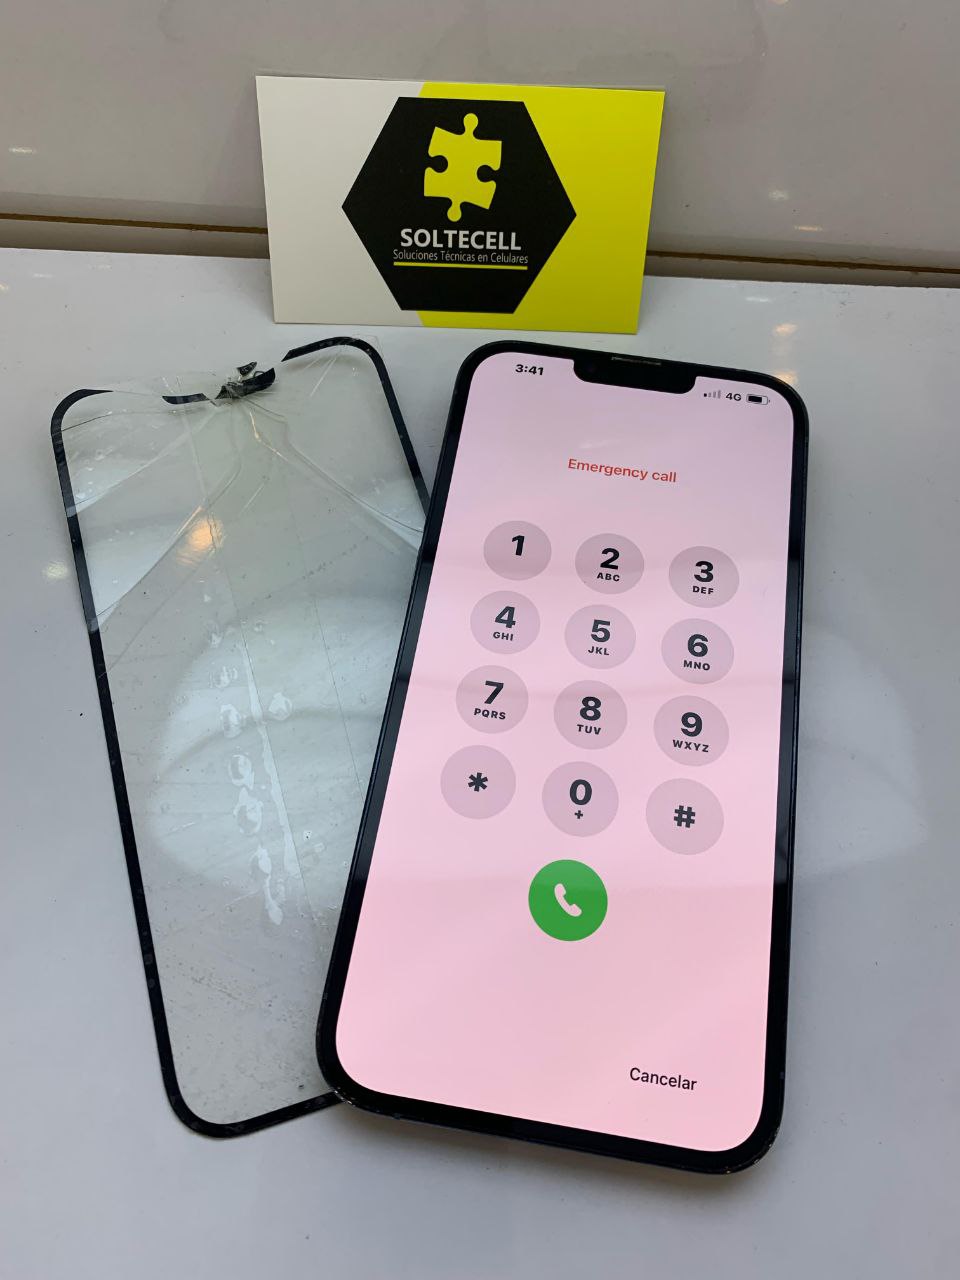 SOLTECELL
Soluciones Técnicas en Celulares
3:41
4G
Emergency call
1
2
ABC
3
DEF
4
GHI
5
JKL
6
MNO
7
PQRS
8
TUV
9
WXYZ
*
0
+
#
Cancelar